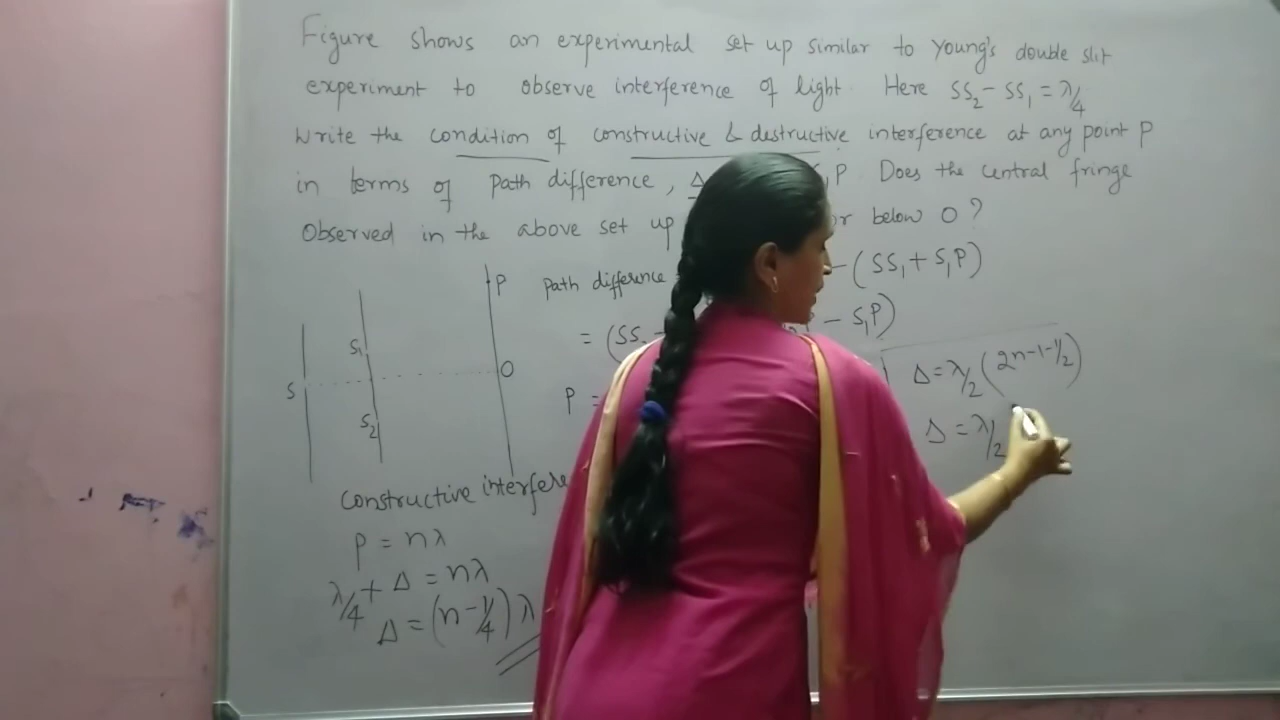 Figure shows an experimental set up similar to Young's double slit
experiment to observe interference of light. Here SS₂ - SS₁ = λ/4
Write the condition of constructive & destructive interference at any point P
in terms of path difference, Δ P Does the central fringe
Observed in the above set up or below O?
P path difference - (SS₁ + S₁P)
= (SS - S₁P)
S₁
S
O
S₂
P =
Δ = λ/2 (2n-1-1/2)
Δ = λ/2
constructive interfere
P = nλ
λ/4 + Δ = nλ
Δ = (n - 1/4) λ